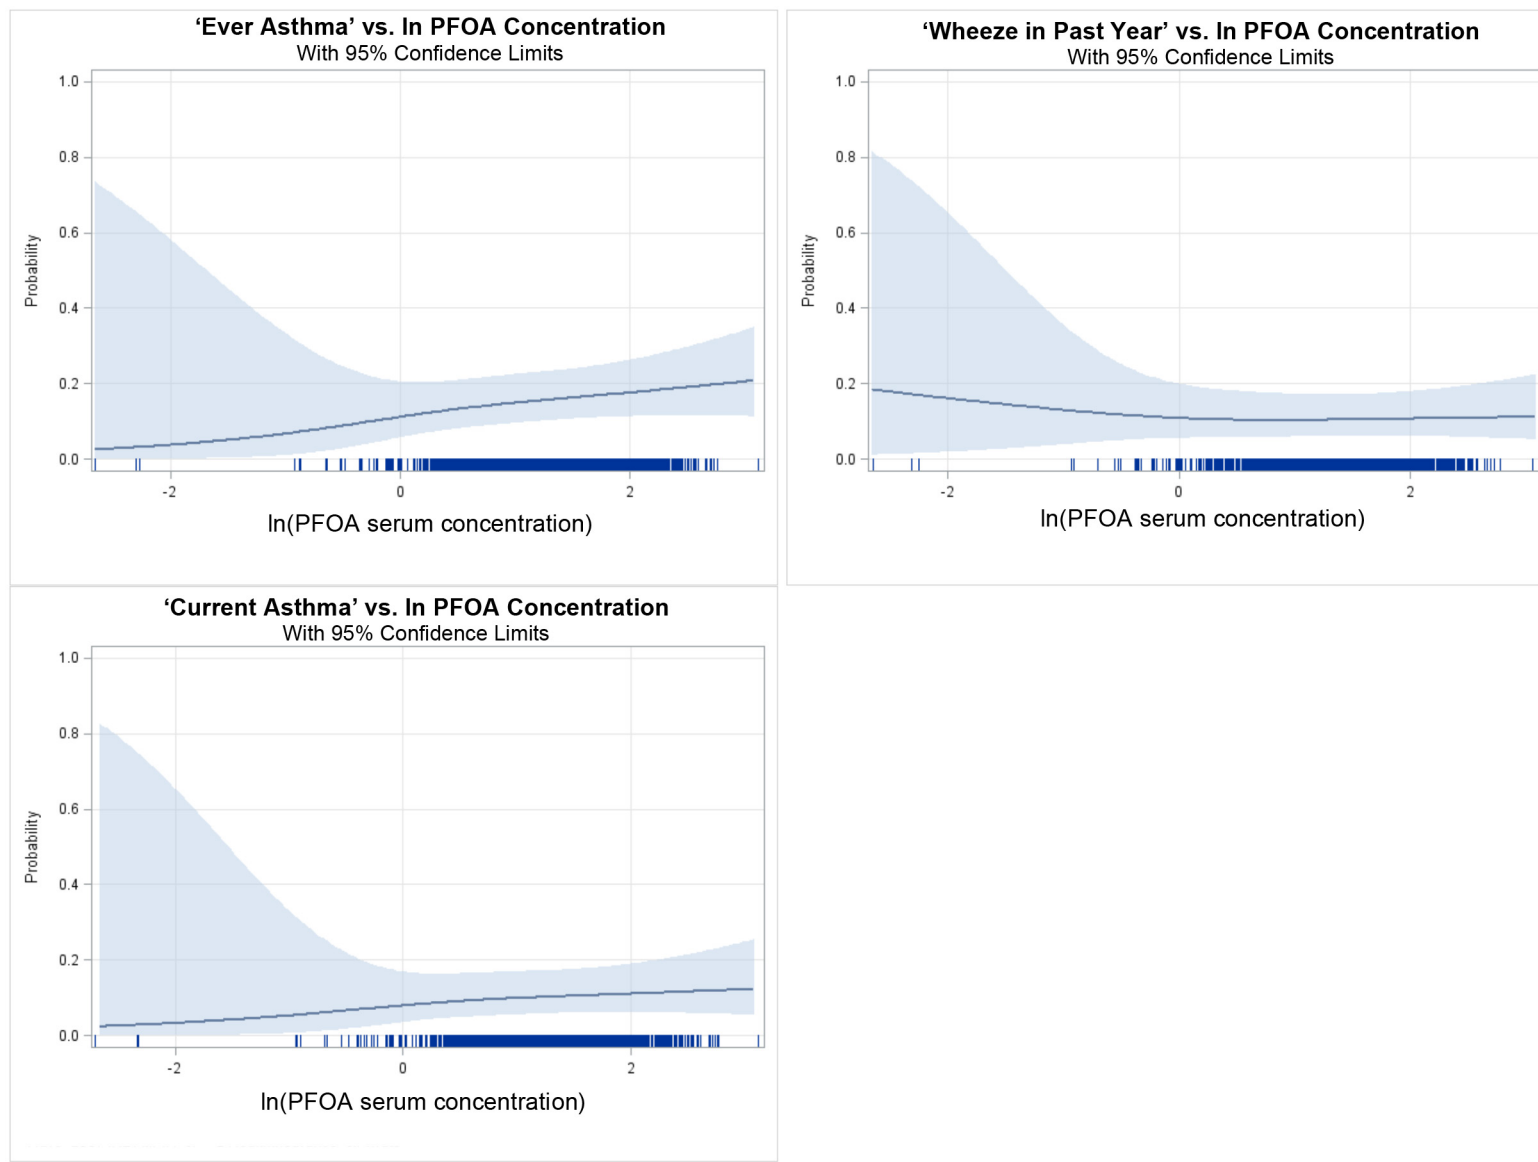 ‘Ever Asthma’ vs. ln PFOA Concentration
With 95% Confidence Limits
1.0
0.8
0.6
0.4
0.2
0.0
Probability
-2
0
2
ln(PFOA serum concentration)
‘Wheeze in Past Year’ vs. ln PFOA Concentration
With 95% Confidence Limits
1.0
0.8
0.6
0.4
0.2
0.0
Probability
-2
0
2
ln(PFOA serum concentration)
‘Current Asthma’ vs. ln PFOA Concentration
With 95% Confidence Limits
1.0
0.8
0.6
0.4
0.2
0.0
Probability
-2
0
2
ln(PFOA serum concentration)